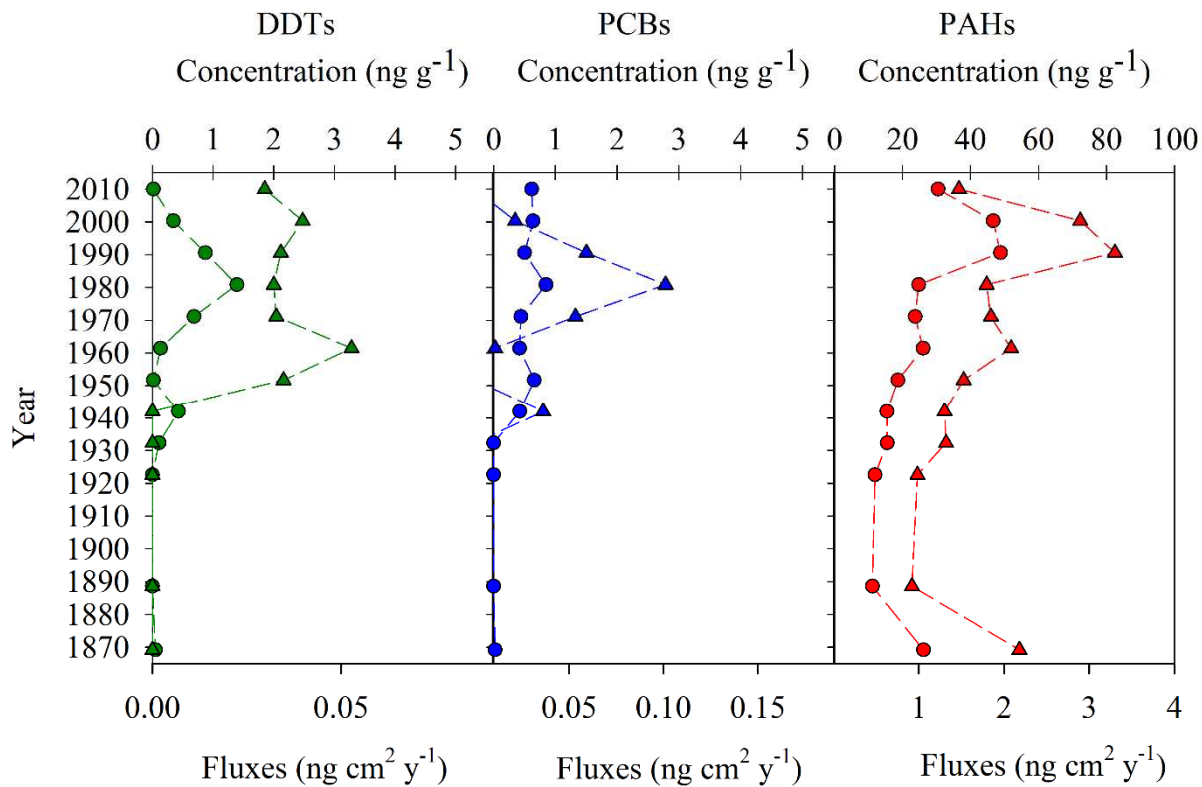 DDTs PCBs PAHs
Concentration (ng g-1) Concentration (ng g-1) Concentration (ng g-1)
0 1 2 3 4 5 0 1 2 3 4 5 0 20 40 60 80 100
2010
2000
1990
1980
1970
1960
1950
1940
1930
1920
1910
1900
1890
1880
1870
Year
0.00 0.05 0.05 0.10 0.15 1 2 3 4
Fluxes (ng cm2 y-1) Fluxes (ng cm2 y-1) Fluxes (ng cm2 y-1)